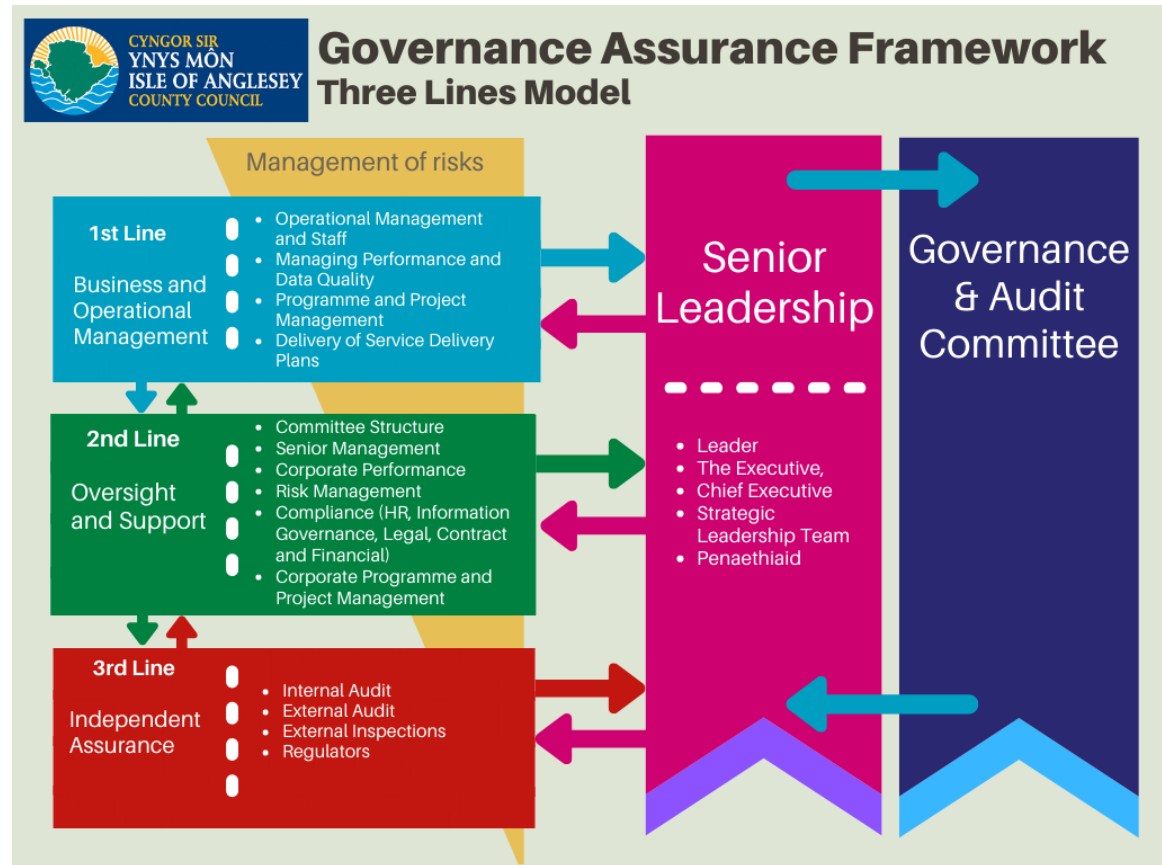 CYNGOR SIR
YNYS MÔN
ISLE OF ANGLESEY
COUNTY COUNCIL
Governance Assurance Framework
Three Lines Model
Management of risks
1st Line
Business and
Operational
Management
• Operational Management
and Staff
• Managing Performance and
Data Quality
• Programme and Project
Management
• Delivery of Service Delivery
Plans
2nd Line
Oversight
and Support
• Committee Structure
• Senior Management
• Corporate Performance
• Risk Management
• Compliance (HR, Information
Governance, Legal, Contract
and Financial)
• Corporate Programme and
Project Management
3rd Line
Independent
Assurance
• Internal Audit
• External Audit
• External Inspections
• Regulators
Senior
Leadership
• Leader
• The Executive,
• Chief Executive
• Strategic
Leadership Team
• Penaethiaid
Governance
& Audit
Committee